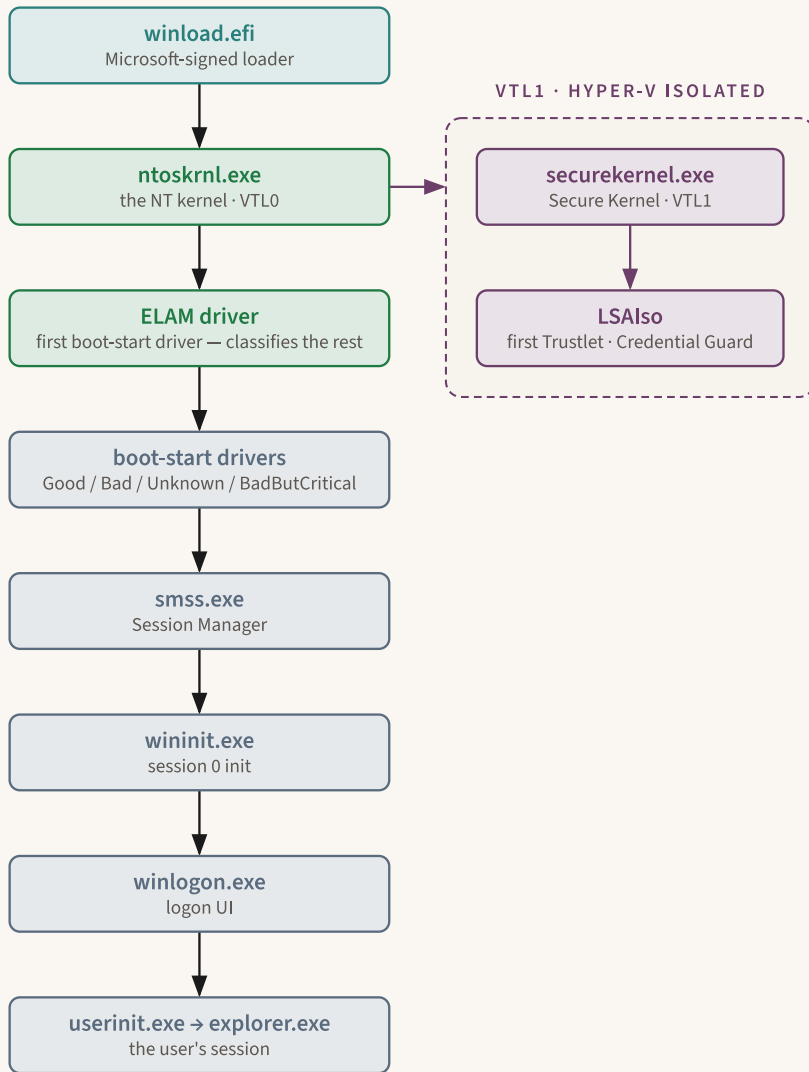 winload.efi
Microsoft-signed loader
VTL1 · HYPER-V ISOLATED
ntoskrnl.exe
the NT kernel · VTL0
securekernel.exe
Secure Kernel · VTL1
ELAM driver
first boot-start driver — classifies the rest
LSAIso
first Trustlet · Credential Guard
boot-start drivers
Good / Bad / Unknown / BadButCritical
smss.exe
Session Manager
wininit.exe
session 0 init
winlogon.exe
logon UI
userinit.exe → explorer.exe
the user's session